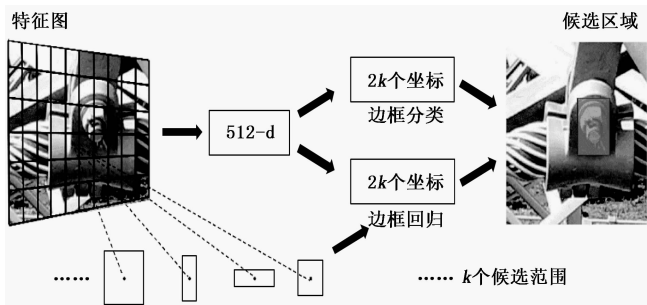 特征图
候选区域
2k个坐标
边框分类
512-d
2k个坐标
边框回归
…… …… k个候选范围